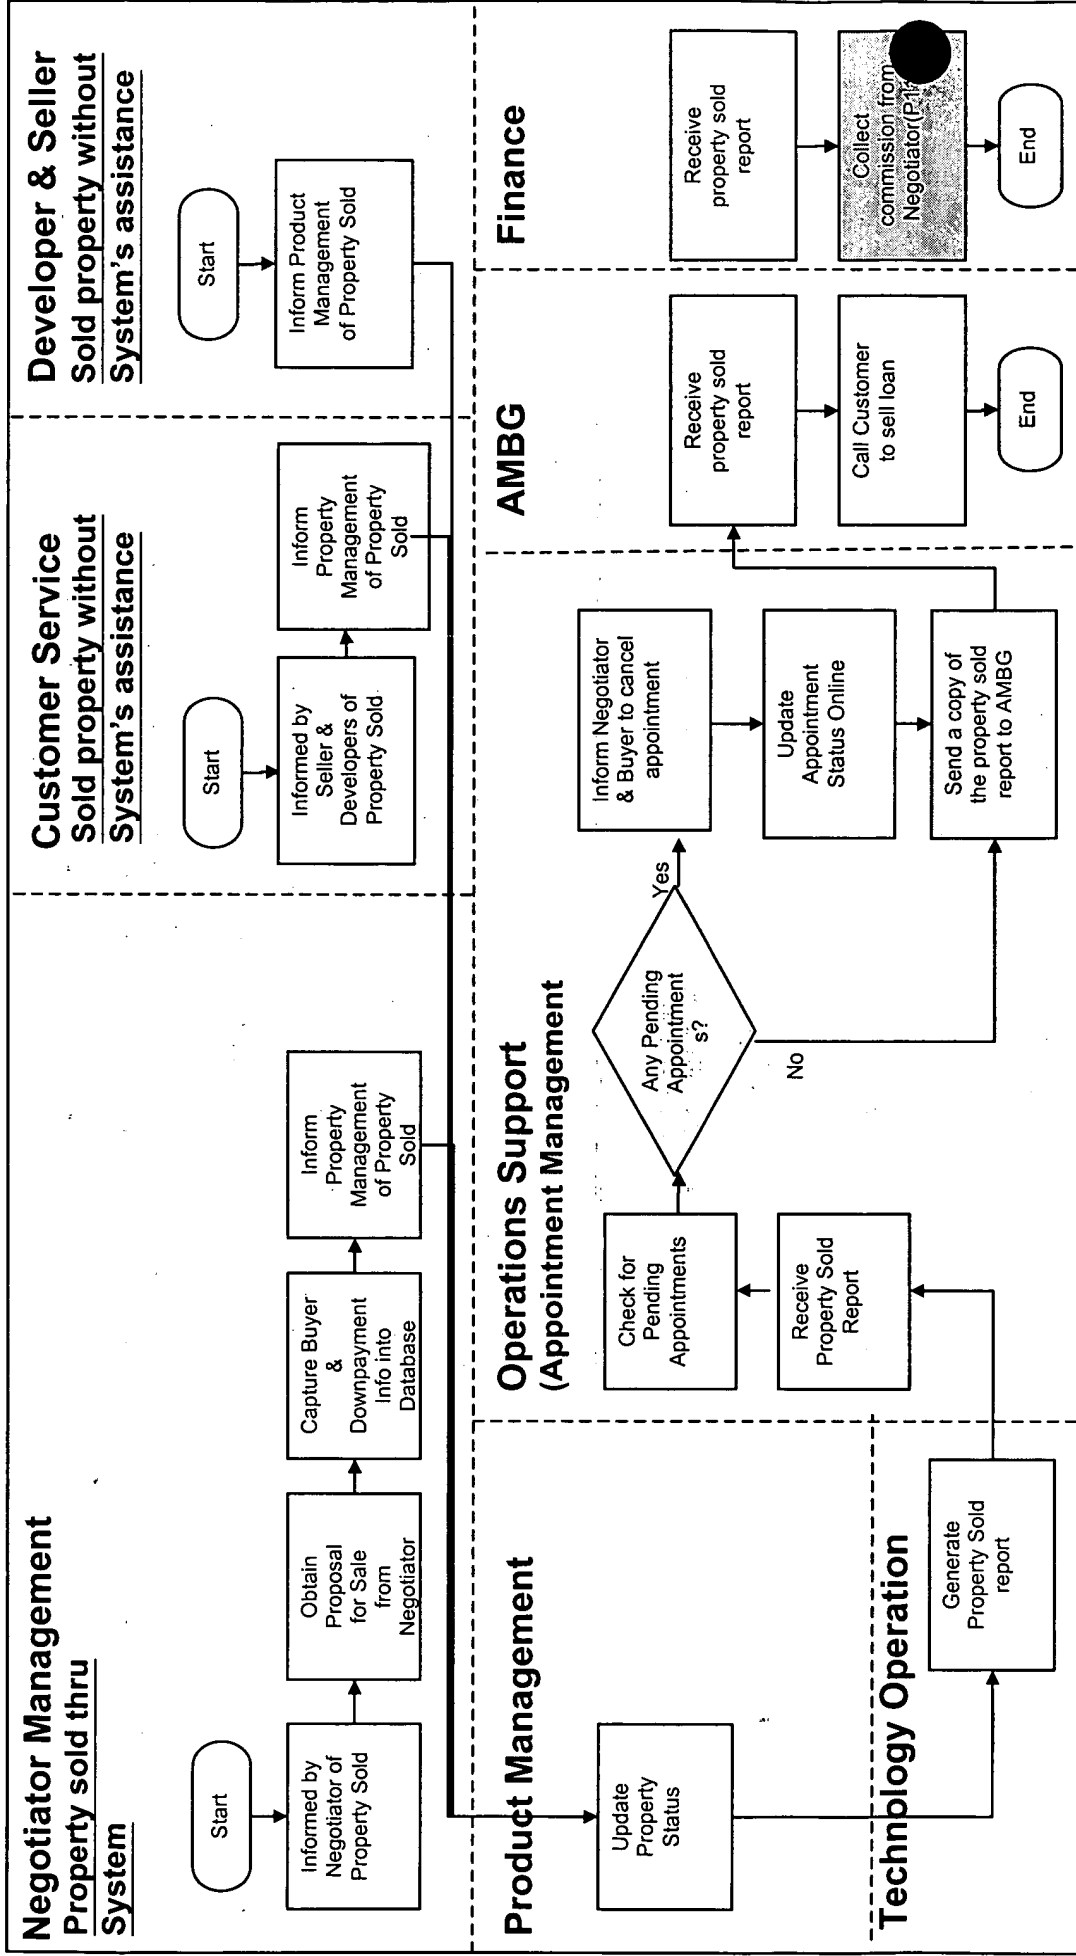 Negotiator Management
Property sold thru
System
Start
Informed by
Negotiator of
Property Sold
Obtain
Proposal
for Sale
from
Negotiator
Capture Buyer
&
Downpayment
Info into
Database
Inform
Property
Management
of Property
Sold
Customer Service
Sold property without
System's assistance
Start
Informed by
Seller &
Developers of
Property Sold
Inform
Property
Management
of Property
Sold
Developer & Seller
Sold property without
System's assistance
Start
Inform Product
Management
of Property Sold
Product Management
Update
Property
Status
Technology Operation
Generate
Property Sold
report
Operations Support
(Appointment Management
Receive
Property Sold
Report
Check for
Pending
Appointments
Any Pending
Appointment
s?
Yes
No
Inform Negotiator
& Buyer to cancel
appointment
Update
Appointment
Status Online
Send a copy of
the property sold
report to AMBG
AMBG
Receive
property sold
report
Call Customer
to sell loan
End
Finance
Receive
property sold
report
Collect
commission from
End